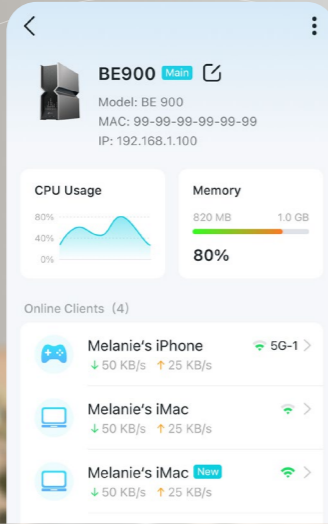 BE900 Main
Model: BE 900
MAC: 99-99-99-99-99-99
IP: 192.168.1.100
CPU Usage
80%
40%
0%
Memory
820 MB 1.0 GB
80%
Online Clients (4)
Melanie's iPhone 5G-1
↓ 50 KB/s ↑ 25 KB/s
Melanie's iMac
↓ 50 KB/s ↑ 25 KB/s
Melanie's iMac New
↓ 50 KB/s ↑ 25 KB/s